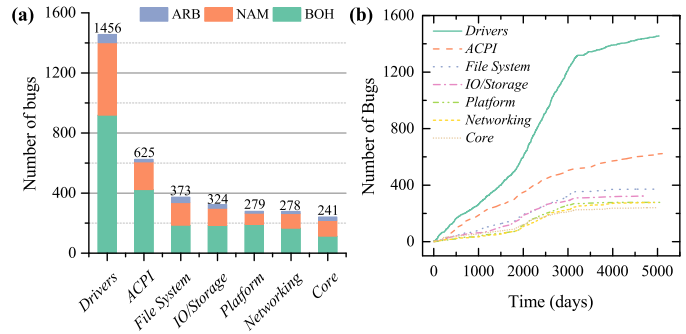 (a)
ARB NAM BOH
Number of bugs
1600
1200
800
400
0
1456
625
373
324
279
278
241
Drivers
ACPI
File System
IO/Storage
Platform
Networking
Core
(b)
Number of Bugs
1600
1200
800
400
0
Drivers
ACPI
File System
IO/Storage
Platform
Networking
Core
0 1000 2000 3000 4000 5000
Time (days)